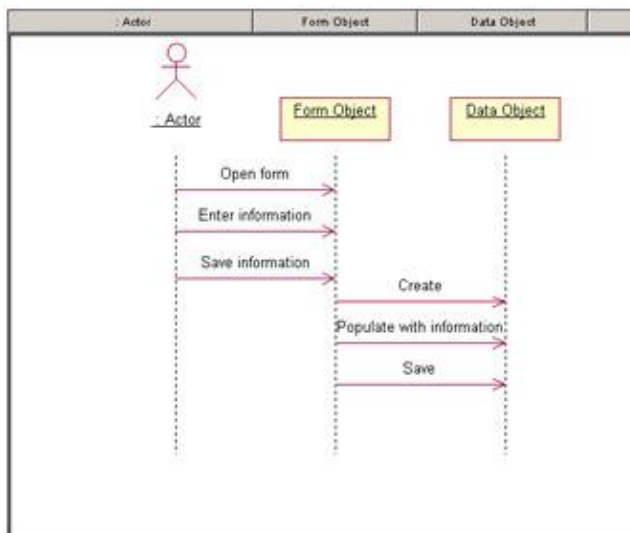 : Actor
Form Object
Data Object
: Actor
Form Object
Data Object
Open form
Enter information
Save information
Create
Populate with information
Save